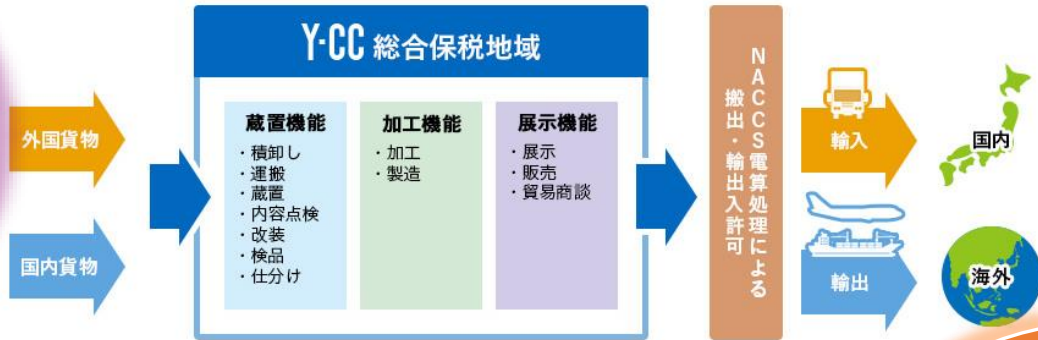 Y-CC 総合保税地域
外国貨物
国内貨物
蔵置機能
・積卸し
・運搬
・蔵置
・内容点検
・改装
・検品
・仕分け
加工機能
・加工
・製造
展示機能
・展示
・販売
・貿易商談
NACCS電算処理による
搬出・輸出入許可
輸入
国内
輸出
海外